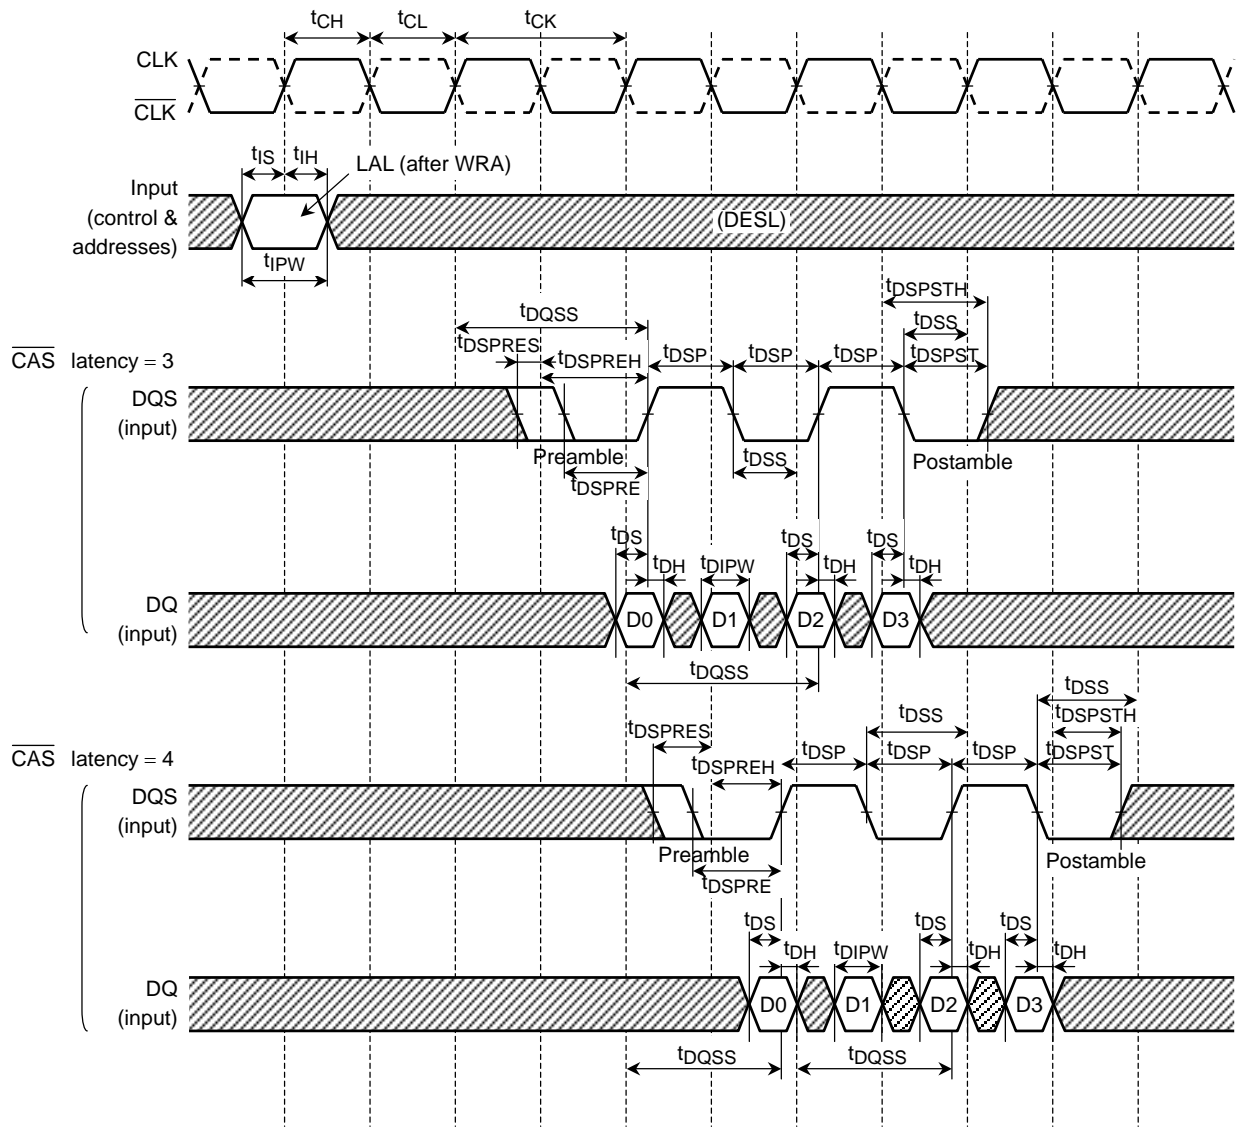 tCH tCL tCK
CLK
CLK
tIS tIH LAL (after WRA)
Input
(control &
addresses)
(DESL)
tIPW
tDSPSTH
tDQSS tDSS
tDSPRES tDSPREH tDSP tDSP tDSP tDSPST
CAS latency = 3
DQS
(input)
Preamble tDSS Postamble
tDSPRE
tDS tDS tDS
tDH tDIPW tDH tDH
DQ
(input)
D0 D1 D2 D3
tDQSS
tDSS
tDSS tDSPSTH
tDSPRES
CAS latency = 4
tDSPREH tDSP tDSP tDSP tDSPST
DQS
(input)
Preamble Postamble
tDSPRE
tDS tDS tDS
tDH tDIPW tDH tDH
DQ
(input)
D0 D1 D2 D3
tDQSS tDQSS